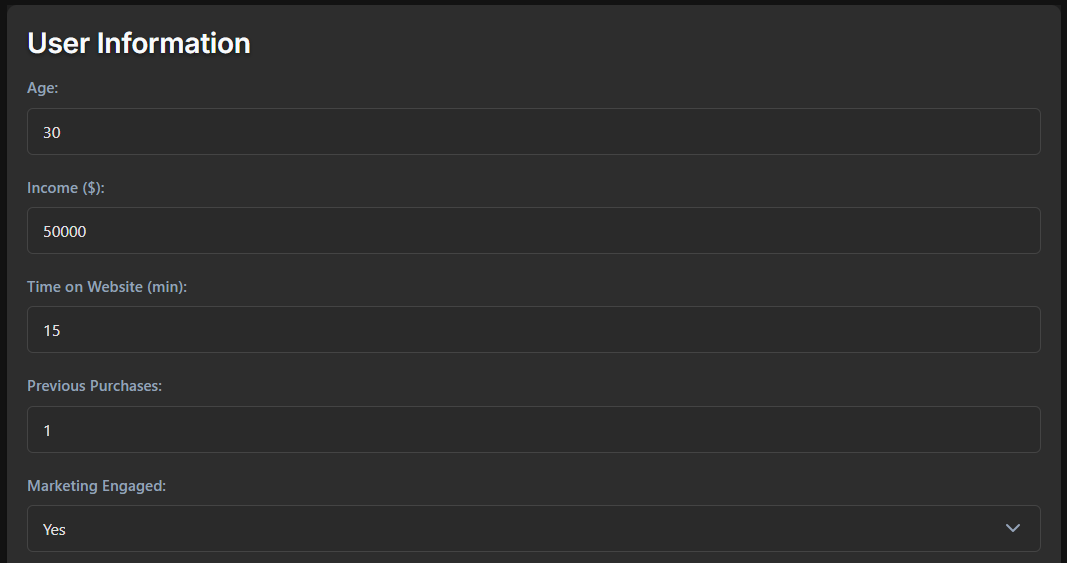 User Information
Age:
30
Income ($):
50000
Time on Website (min):
15
Previous Purchases:
1
Marketing Engaged:
Yes